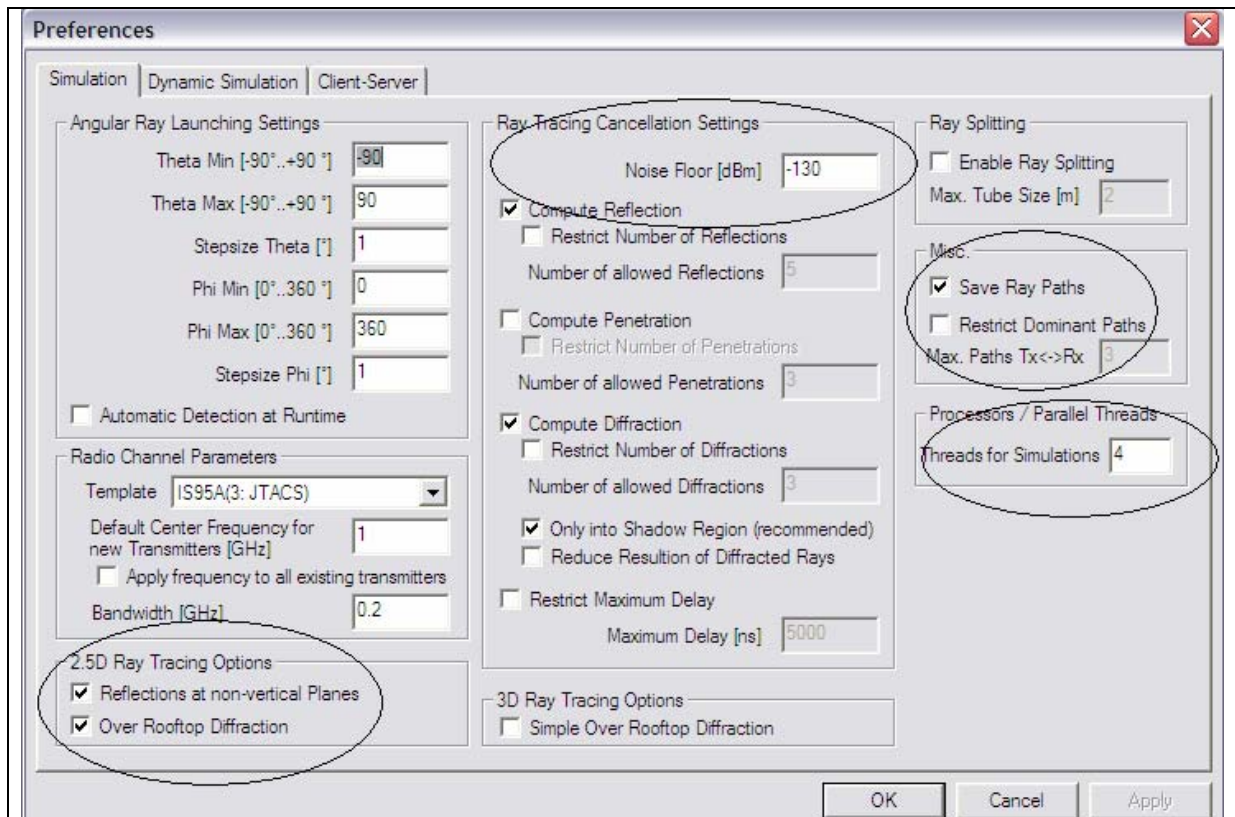 Preferences
Simulation Dynamic Simulation Client-Server
Angular Ray Launching Settings
Theta Min [-90°..+90 °] -90
Theta Max [-90°..+90 °] 90
Stepsize Theta [°] 1
Phi Min [0°..360 °] 0
Phi Max [0°..360 °] 360
Stepsize Phi [°] 1
Automatic Detection at Runtime
Radio Channel Parameters
Template IS95A(3: JTACS)
Default Center Frequency for
new Transmitters [GHz] 1
Apply frequency to all existing transmitters
Bandwidth [GHz] 0.2
2.5D Ray Tracing Options
Reflections at non-vertical Planes
Over Rooftop Diffraction
Ray Tracing Cancellation Settings
Noise Floor [dBm] -130
Compute Reflection
Restrict Number of Reflections
Number of allowed Reflections 5
Compute Penetration
Restrict Number of Penetrations
Number of allowed Penetrations 3
Compute Diffraction
Restrict Number of Diffractions
Number of allowed Diffractions 3
Only into Shadow Region (recommended)
Reduce Resultion of Diffracted Rays
Restrict Maximum Delay
Maximum Delay [ns] 5000
3D Ray Tracing Options
Simple Over Rooftop Diffraction
Ray Splitting
Enable Ray Splitting
Max. Tube Size [m] 2
Misc.
Save Ray Paths
Restrict Dominant Paths
Max. Paths Tx<->Rx 3
Processors / Parallel Threads
Threads for Simulations 4
OK Cancel Apply